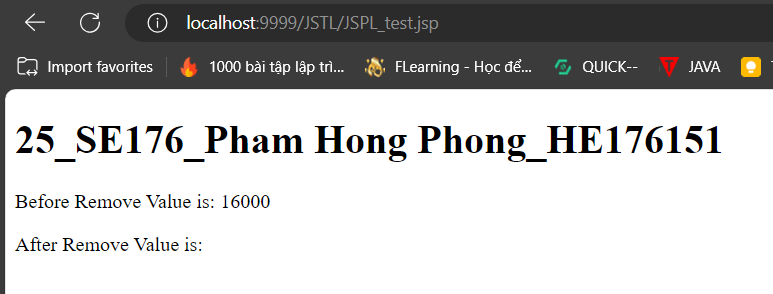 localhost:9999/JSTL/JSPL_test.jsp
Import favorites 1000 bài tập lập trì... FLearning - Học để... QUICK-- JAVA
25_SE176_Pham Hong Phong_HE176151
Before Remove Value is: 16000
After Remove Value is: